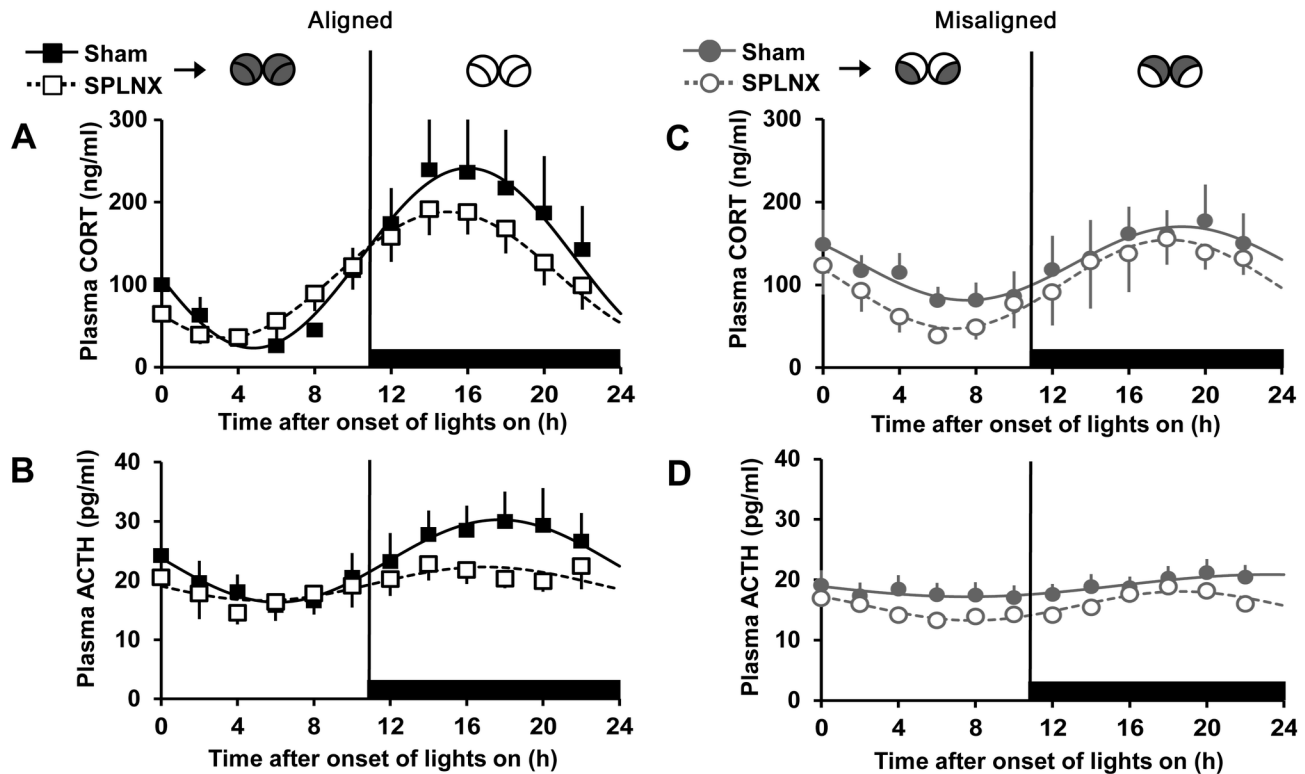 Aligned
Sham
SPLNX
A
Plasma CORT (ng/ml)
300
200
100
0
0 4 8 12 16 20 24
Time after onset of lights on (h)
B
Plasma ACTH (pg/ml)
40
30
20
10
0
0 4 8 12 16 20 24
Time after onset of lights on (h)
Misaligned
Sham
SPLNX
C
Plasma CORT (ng/ml)
300
200
100
0
0 4 8 12 16 20 24
Time after onset of lights on (h)
D
Plasma ACTH (pg/ml)
40
30
20
10
0
0 4 8 12 16 20 24
Time after onset of lights on (h)